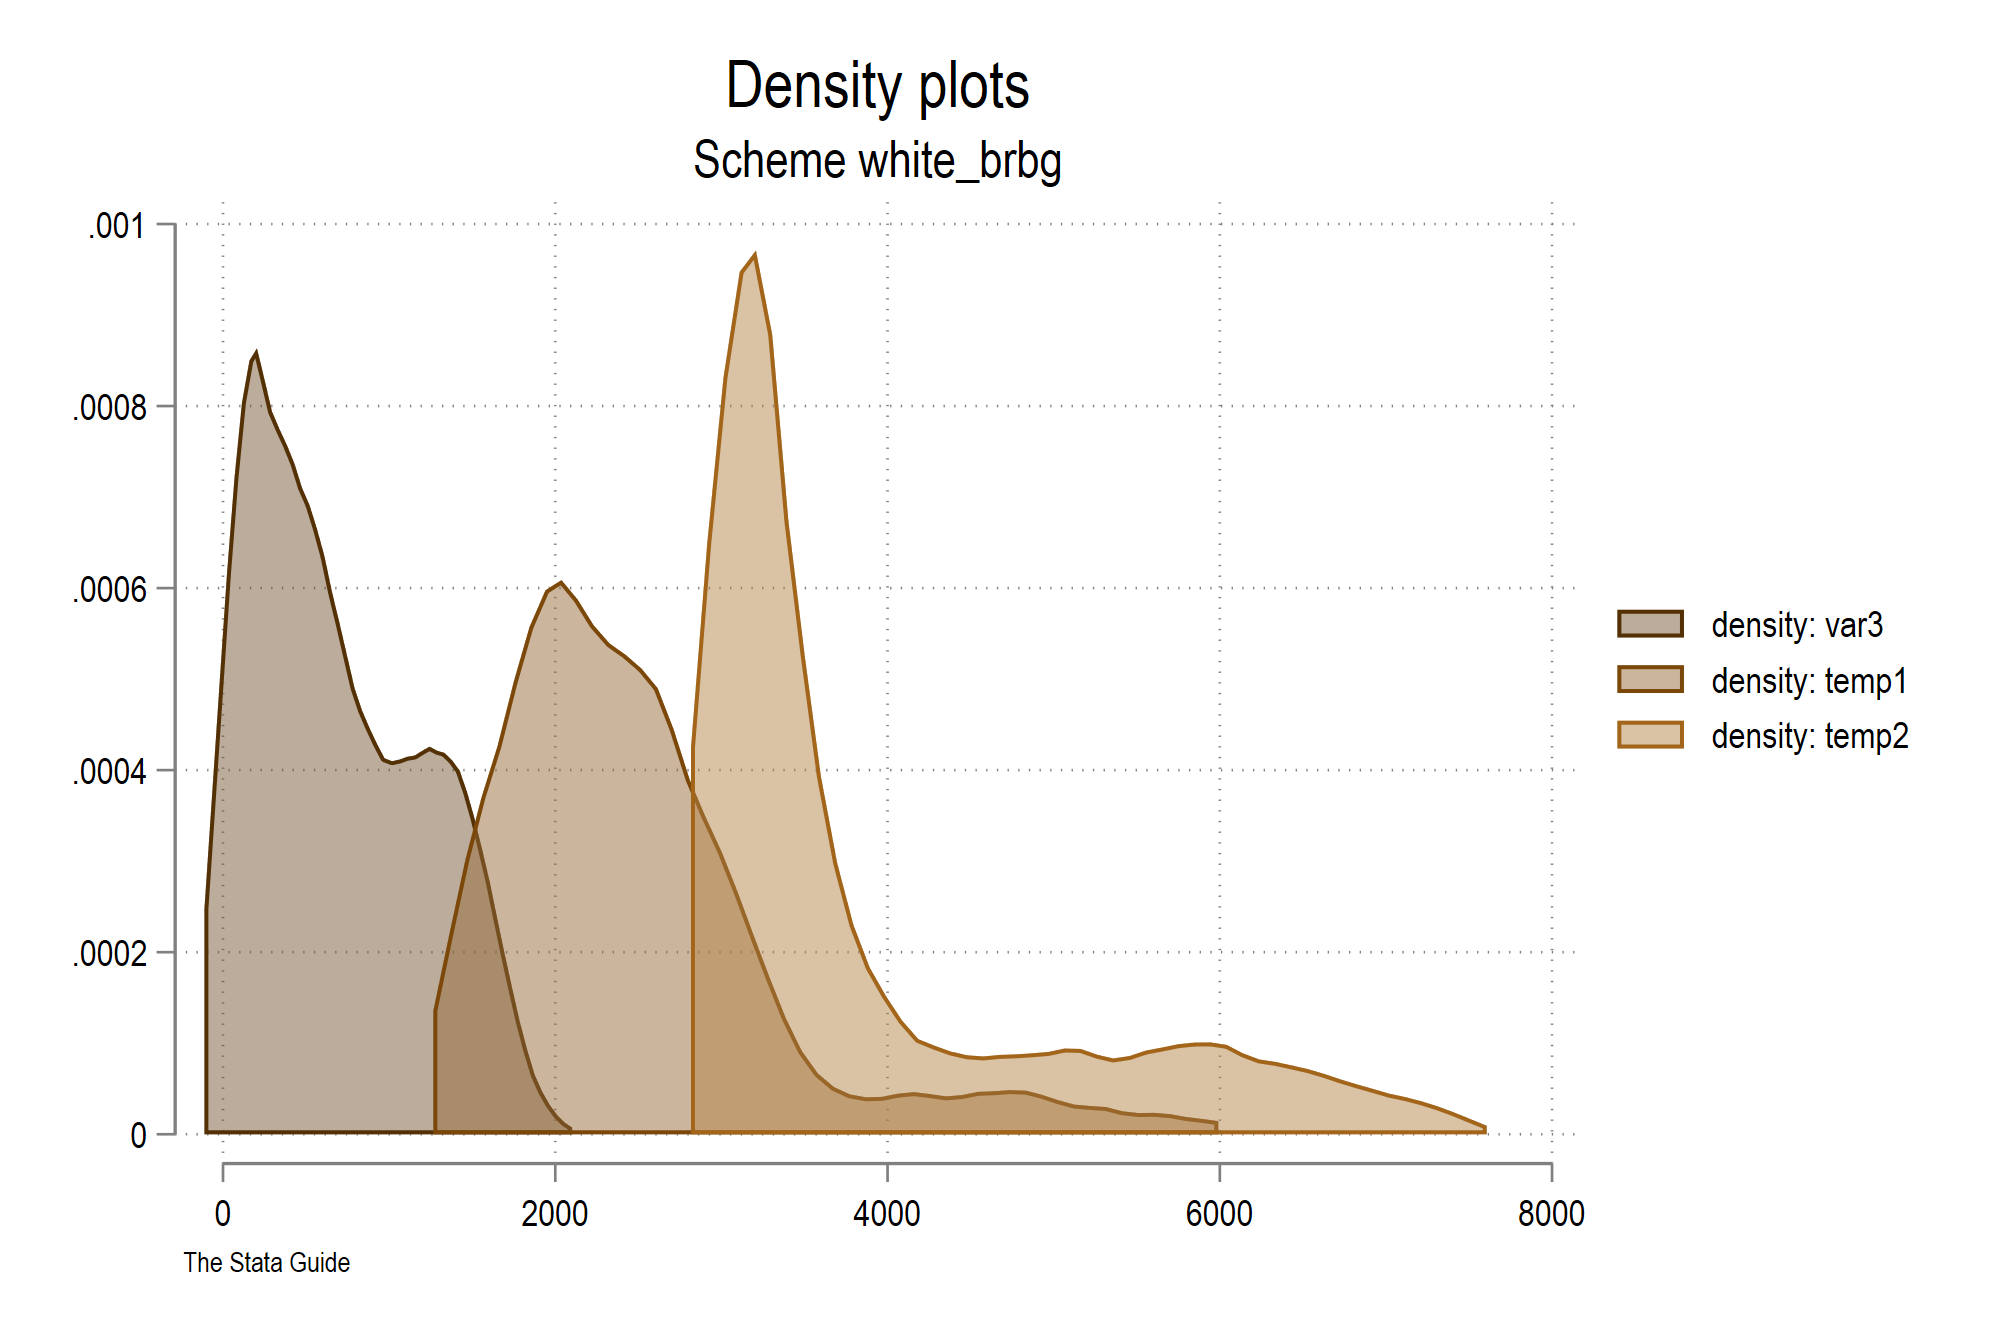 Density plots
Scheme white_brbg
.001
.0008
.0006
.0004
.0002
0
0 2000 4000 6000 8000
density: var3
density: temp1
density: temp2
The Stata Guide